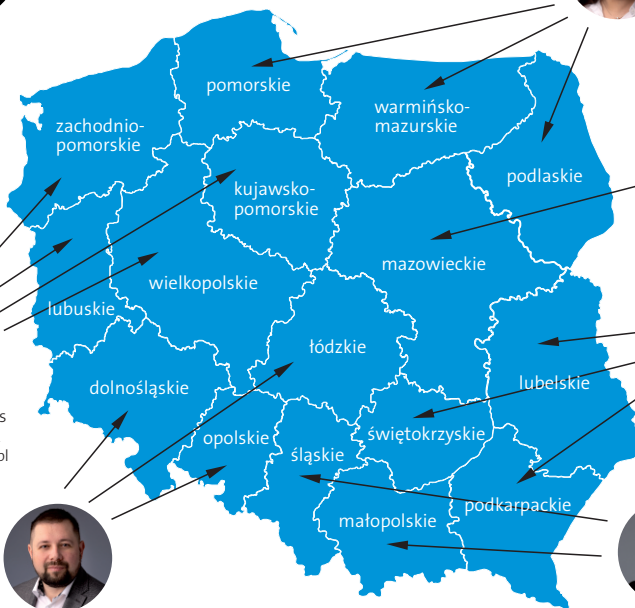 pomorskie
warmińsko-
mazurskie
zachodnio-
pomorskie
podlaskie
kujawsko-
pomorskie
mazowieckie
wielkopolskie
lubuskie
łódzkie
dolnośląskie
lubelskie
s
opolskie
świętokrzyskie
śląskie
pl
podkarpackie
małopolskie